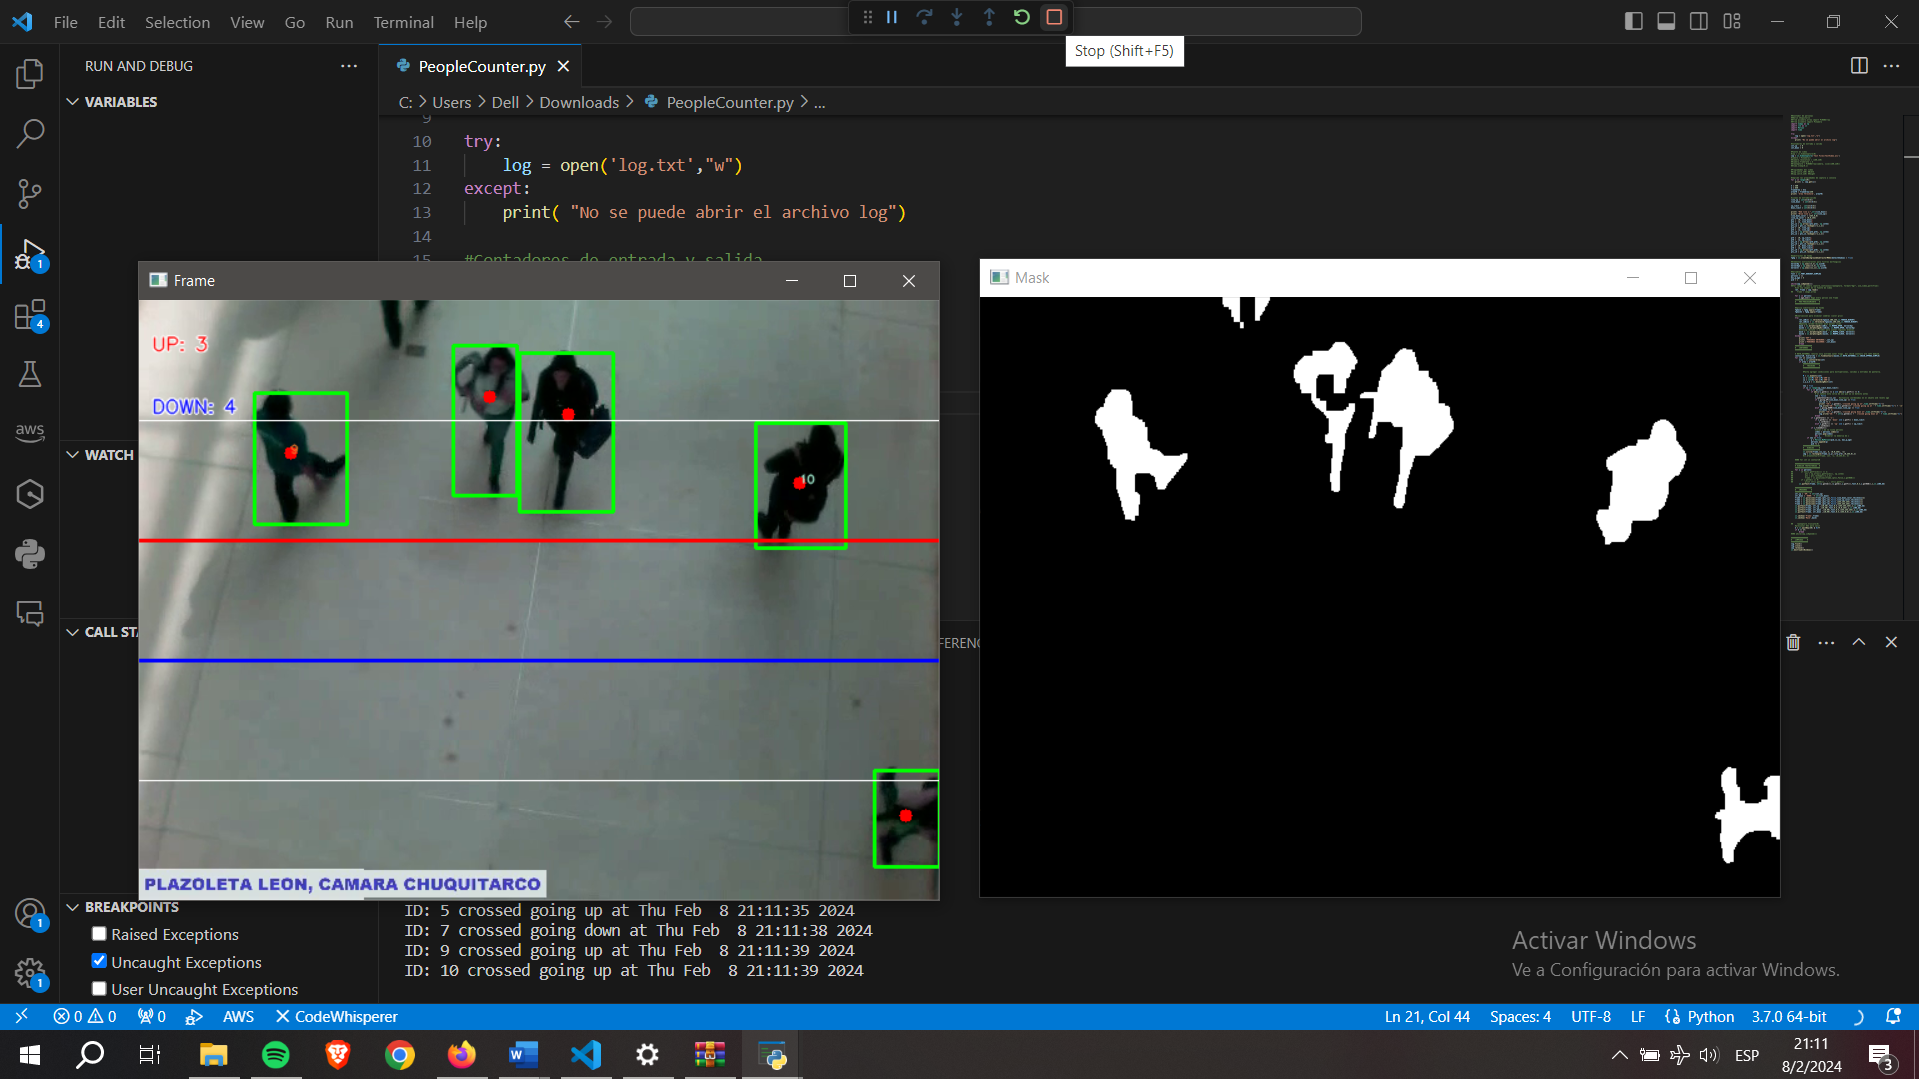 File Edit Selection View Go Run Terminal Help
Stop (Shift+F5)
RUN AND DEBUG
PeopleCounter.py
VARIABLES
C: > Users > Dell > Downloads > PeopleCounter.py > ...
9
10 try:
11 log = open('log.txt',"w")
12 except:
13 print( "No se puede abrir el archivo log")
14
15 #Contadores de entrada y salida
Frame
Mask
UP: 3
DOWN: 4
9
10
WATCH
CALL STA
FERENC
PLAZOLETA LEON, CAMARA CHUQUITARCO
BREAKPOINTS
Raised Exceptions
Uncaught Exceptions
User Uncaught Exceptions
ID: 5 crossed going up at Thu Feb  8 21:11:35 2024
ID: 7 crossed going down at Thu Feb  8 21:11:38 2024
ID: 9 crossed going up at Thu Feb  8 21:11:39 2024
ID: 10 crossed going up at Thu Feb  8 21:11:39 2024
aws
1
4
1
1
Activar Windows
Ve a Configuración para activar Windows.
0 0 0 AWS CodeWhisperer
Ln 21, Col 44 Spaces: 4 UTF-8 LF Python 3.7.0 64-bit
ESP
21:11
8/2/2024
3